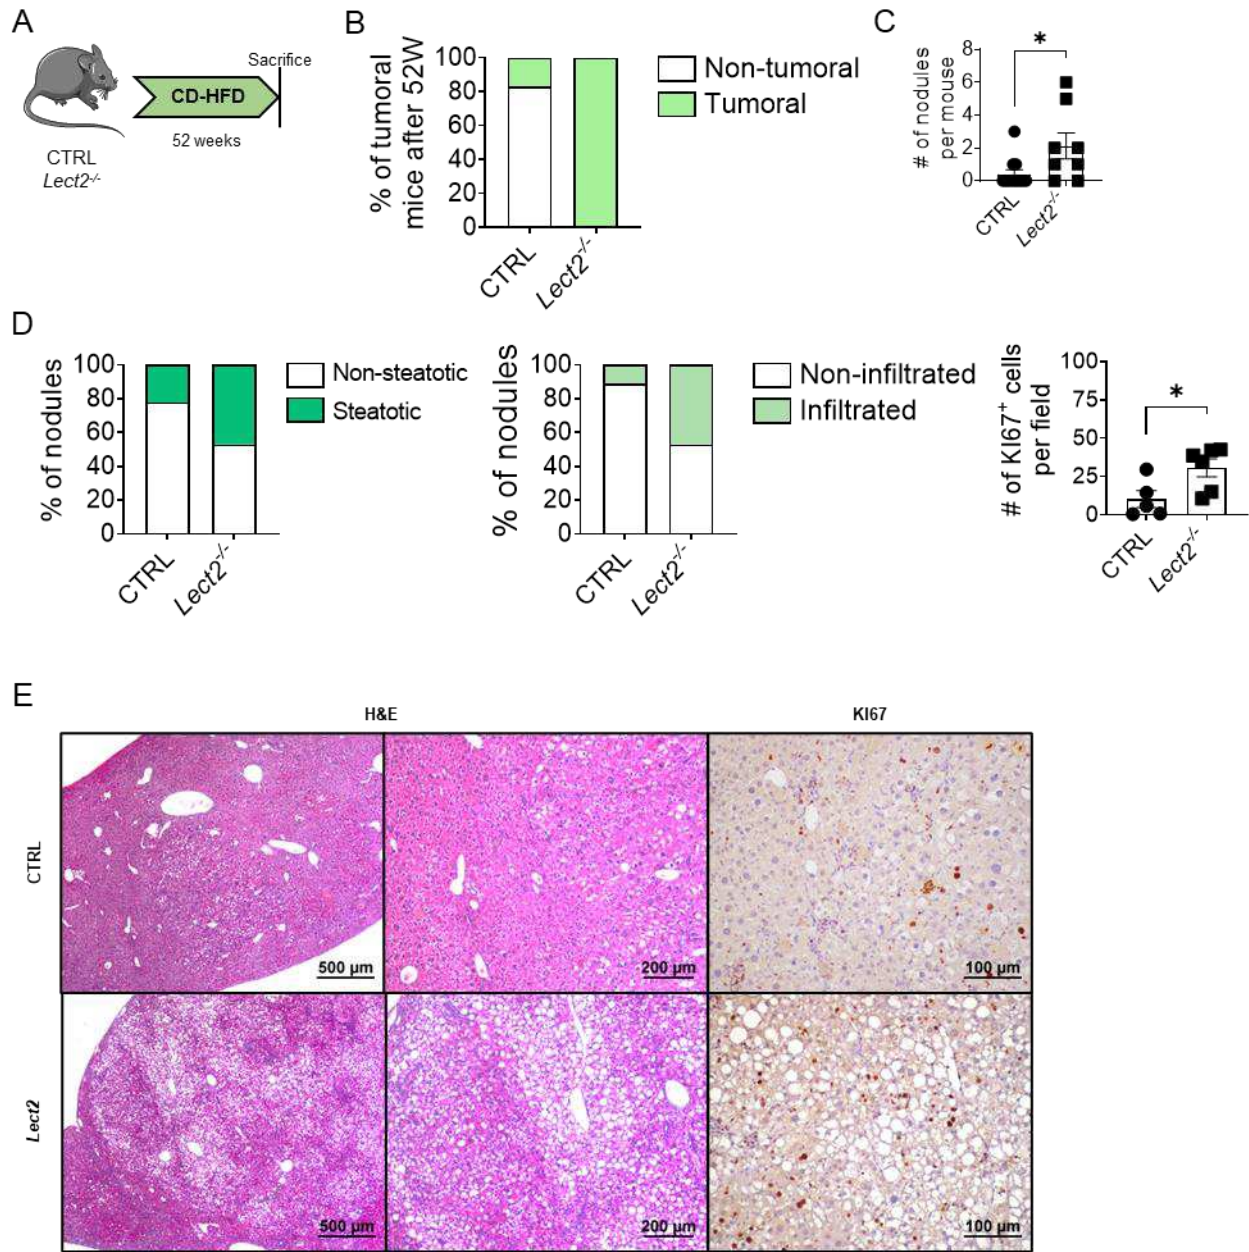 A
Sacrifice
CD-HFD
52 weeks
CTRL
Lect2-/-
B
% of tumoral
mice after 52W
100
80
60
40
20
0
CTRL
Lect2-/-
Non-tumoral
Tumoral
C
# of nodules
per mouse
8
6
4
2
0
*
CTRL
Lect2-/-
D
% of nodules
100
80
60
40
20
0
CTRL
Lect2-/-
Non-steatotic
Steatotic
% of nodules
100
80
60
40
20
0
CTRL
Lect2-/-
Non-infiltrated
Infiltrated
# of KI67+ cells
per field
100
75
50
25
0
*
CTRL
Lect2-/-
E
H&E
KI67
CTRL
500 µm
200 µm
100 µm
Lect2
500 µm
200 µm
100 µm